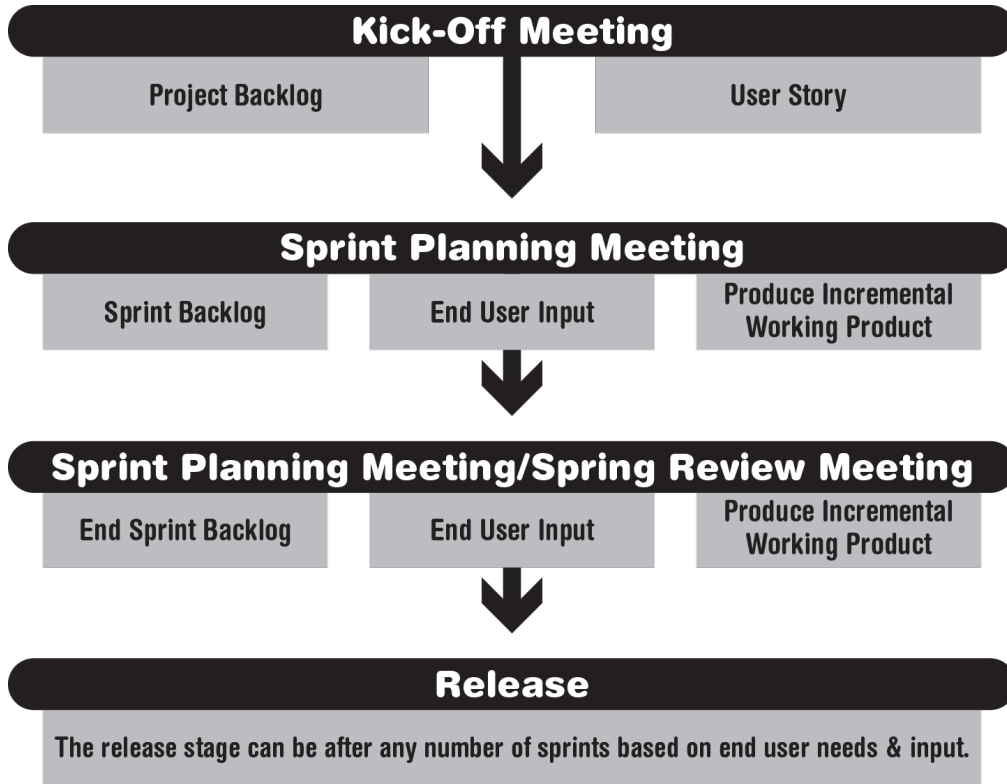 Kick-Off Meeting
Project Backlog
User Story
Sprint Planning Meeting
Sprint Backlog
End User Input
Produce Incremental
Working Product
Sprint Planning Meeting/Spring Review Meeting
End Sprint Backlog
End User Input
Produce Incremental
Working Product
Release
The release stage can be after any number of sprints based on end user needs & input.